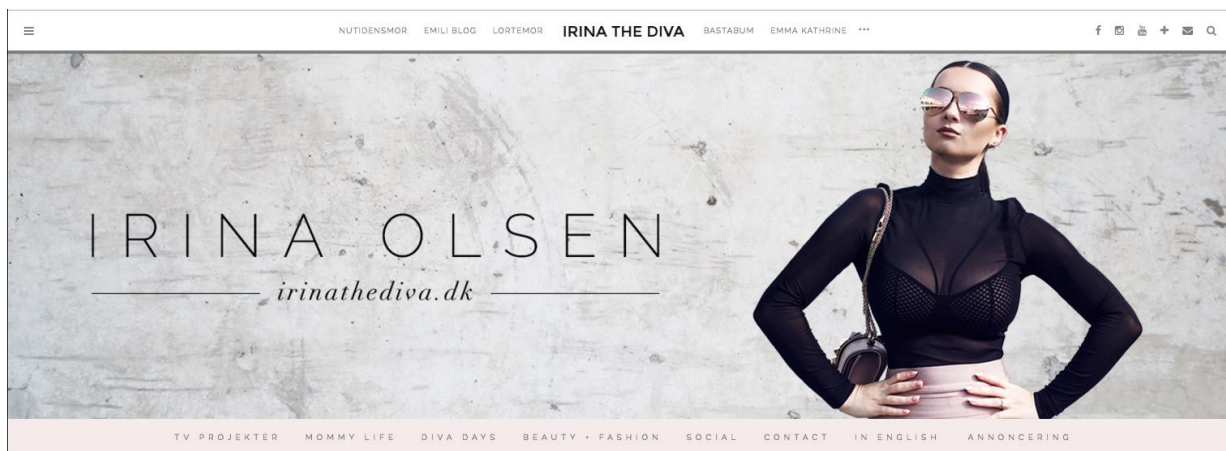 NUTIDENSMOR EMILI BLOG LORTEMOR IRINA THE DIVA BASTABUM EMMA KATHRINE •••
IRINA OLSEN
irinathediva.dk
TV PROJEKTER MOMMY LIFE DIVA DAYS BEAUTY + FASHION SOCIAL CONTACT IN ENGLISH ANNONCERING